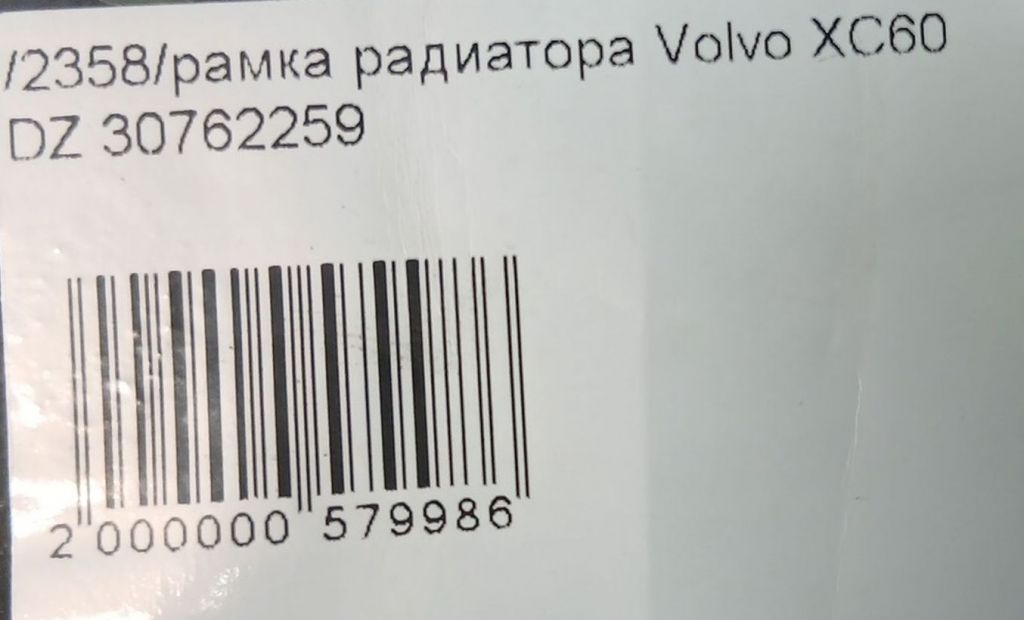 /2358/рамка радиатора Volvo XC60
DZ 30762259
2 000000 579986